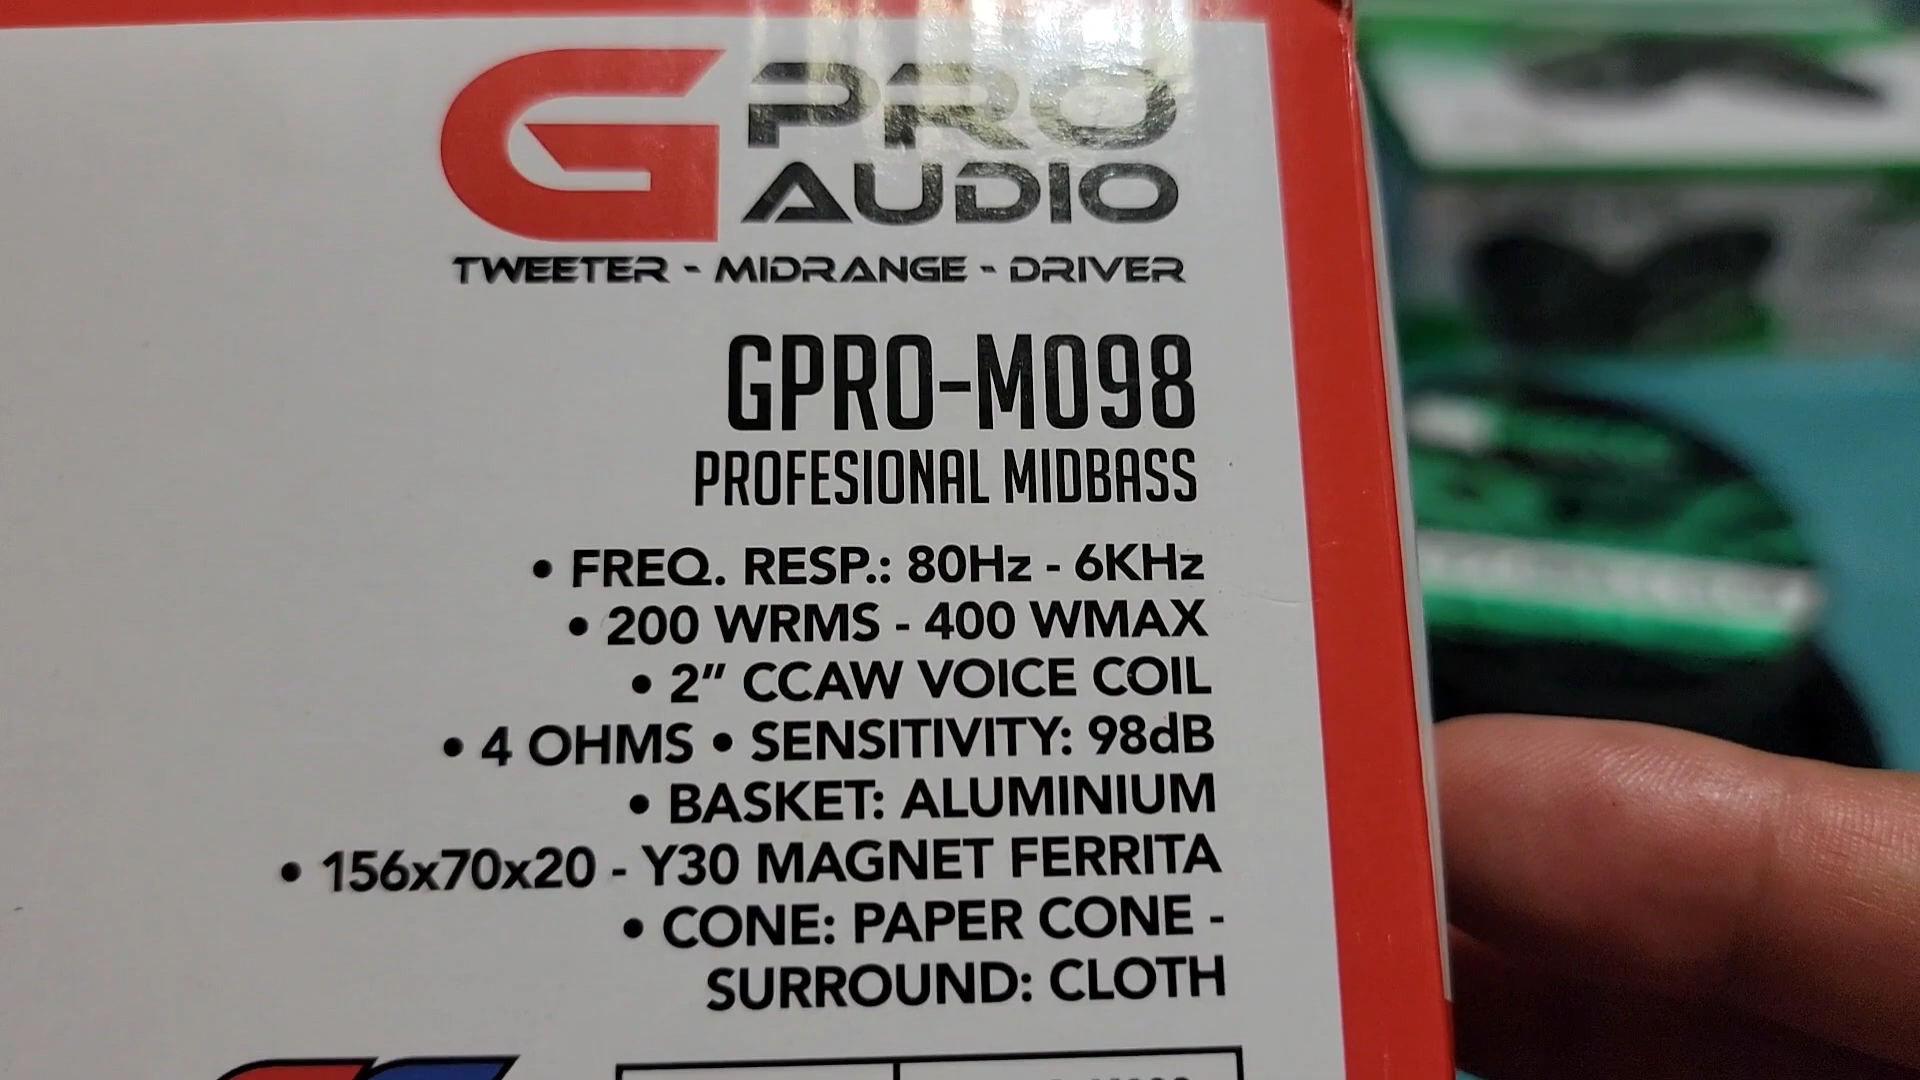 G PRO
AUDIO
TWEETER - MIDRANGE - DRIVER
GPRO-M098
PROFESIONAL MIDBASS
• FREQ. RESP.: 80Hz - 6KHz
• 200 WRMS - 400 WMAX
• 2” CCAW VOICE COIL
• 4 OHMS • SENSITIVITY: 98dB
• BASKET: ALUMINIUM
• 156x70x20 - Y30 MAGNET FERRITA
• CONE: PAPER CONE -
SURROUND: CLOTH